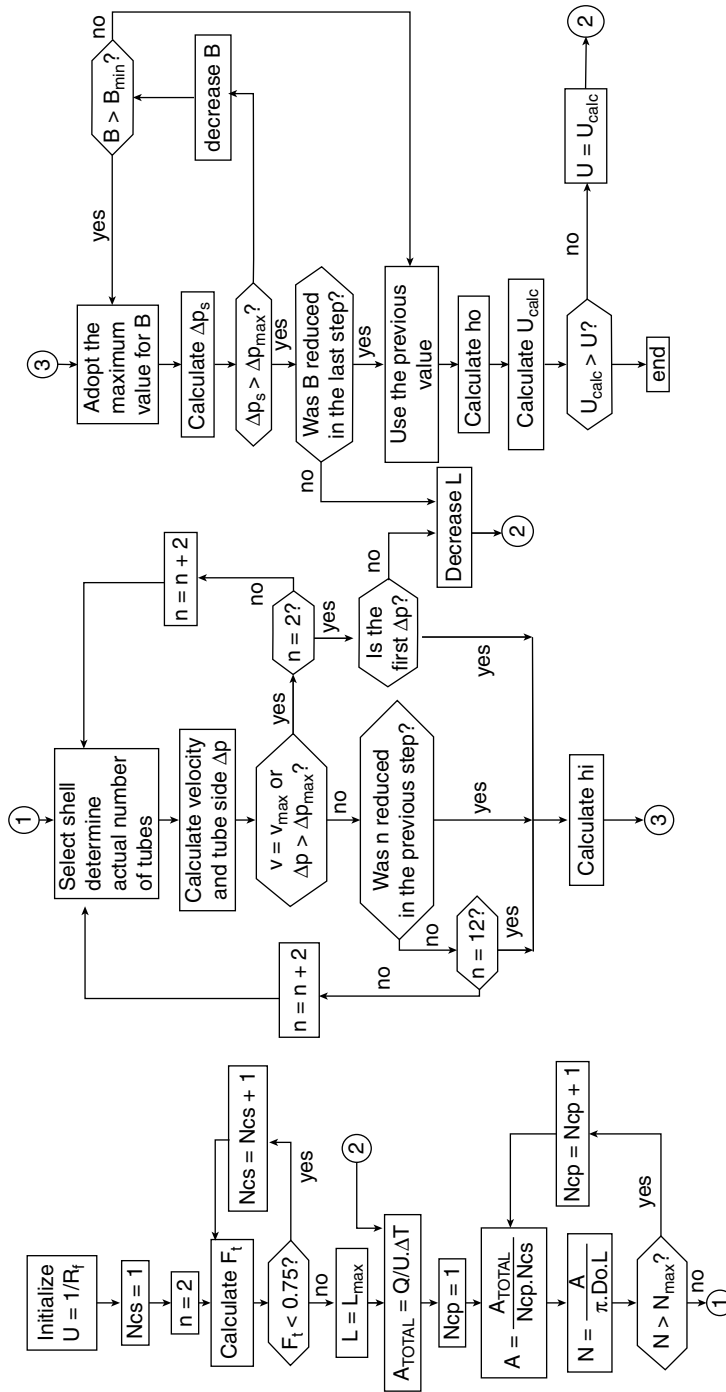 Initialize
U = 1/R_f
Ncs = 1
n = 2
Calculate F_t
Ncs = Ncs + 1
F_t < 0.75?
yes
no
L = L_max
2
A_TOTAL = Q/U.ΔT
Ncp = 1
A = A_TOTAL / Ncp.Ncs
Ncp = Ncp + 1
N = A / π.Do.L
N > N_max?
yes
no
1
1
Select shell
determine
actual number
of tubes
n = n + 2
n = n + 2
Calculate velocity
and tube side Δp
v = v_max or
Δp > Δp_max?
yes
n = 2?
no
yes
no
Was n reduced
in the previous step?
no
yes
n = 12?
no
yes
Is the
first Δp?
no
yes
Decrease L
2
Calculate hi
3
3
Adopt the
maximum
value for B
yes
B > B_min?
no
decrease B
Calculate Δp_s
Δp_s > Δp_max?
yes
Was B reduced
in the last step?
no
yes
Use the previous
value
Calculate ho
Calculate U_calc
U_calc > U?
no
U = U_calc
2
end